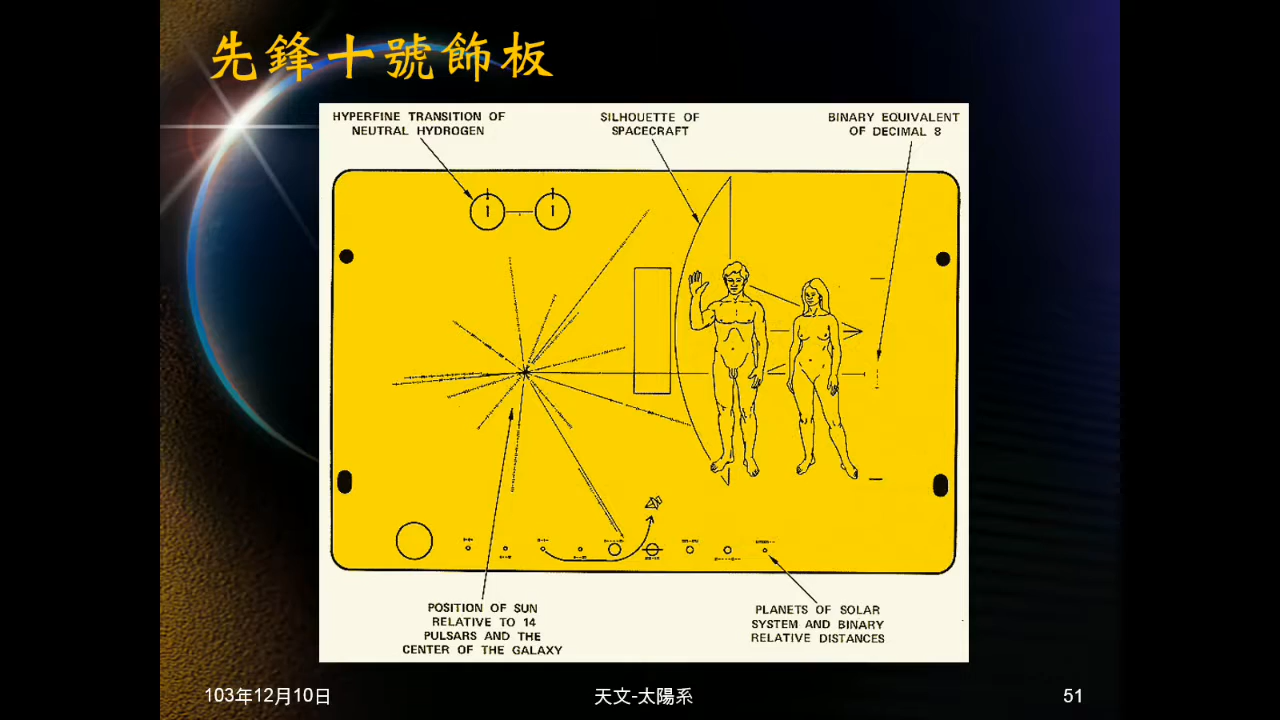 先鋒十號飾板
HYPERFINE TRANSITION OF
NEUTRAL HYDROGEN
SILHOUETTE OF
SPACECRAFT
BINARY EQUIVALENT
OF DECIMAL 8
POSITION OF SUN
RELATIVE TO 14
PULSARS AND THE
CENTER OF THE GALAXY
PLANETS OF SOLAR
SYSTEM AND BINARY
RELATIVE DISTANCES
103年12月10日
天文-太陽系
51